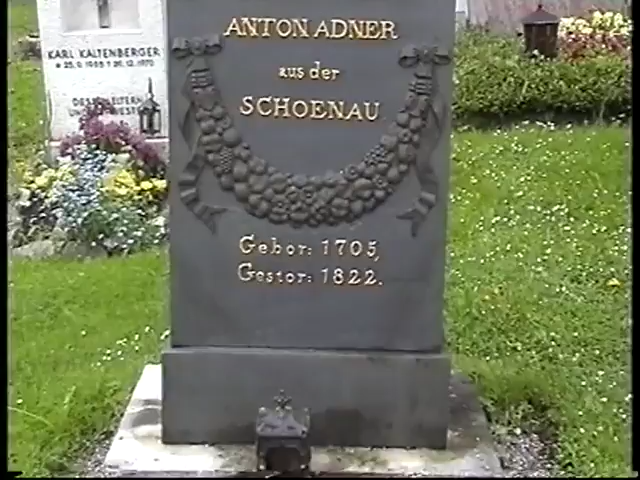 KARL KALTENBERGER
ANTON ADNER
aus der
SCHOENAU
Gebor: 1705,
Gestor: 1822.